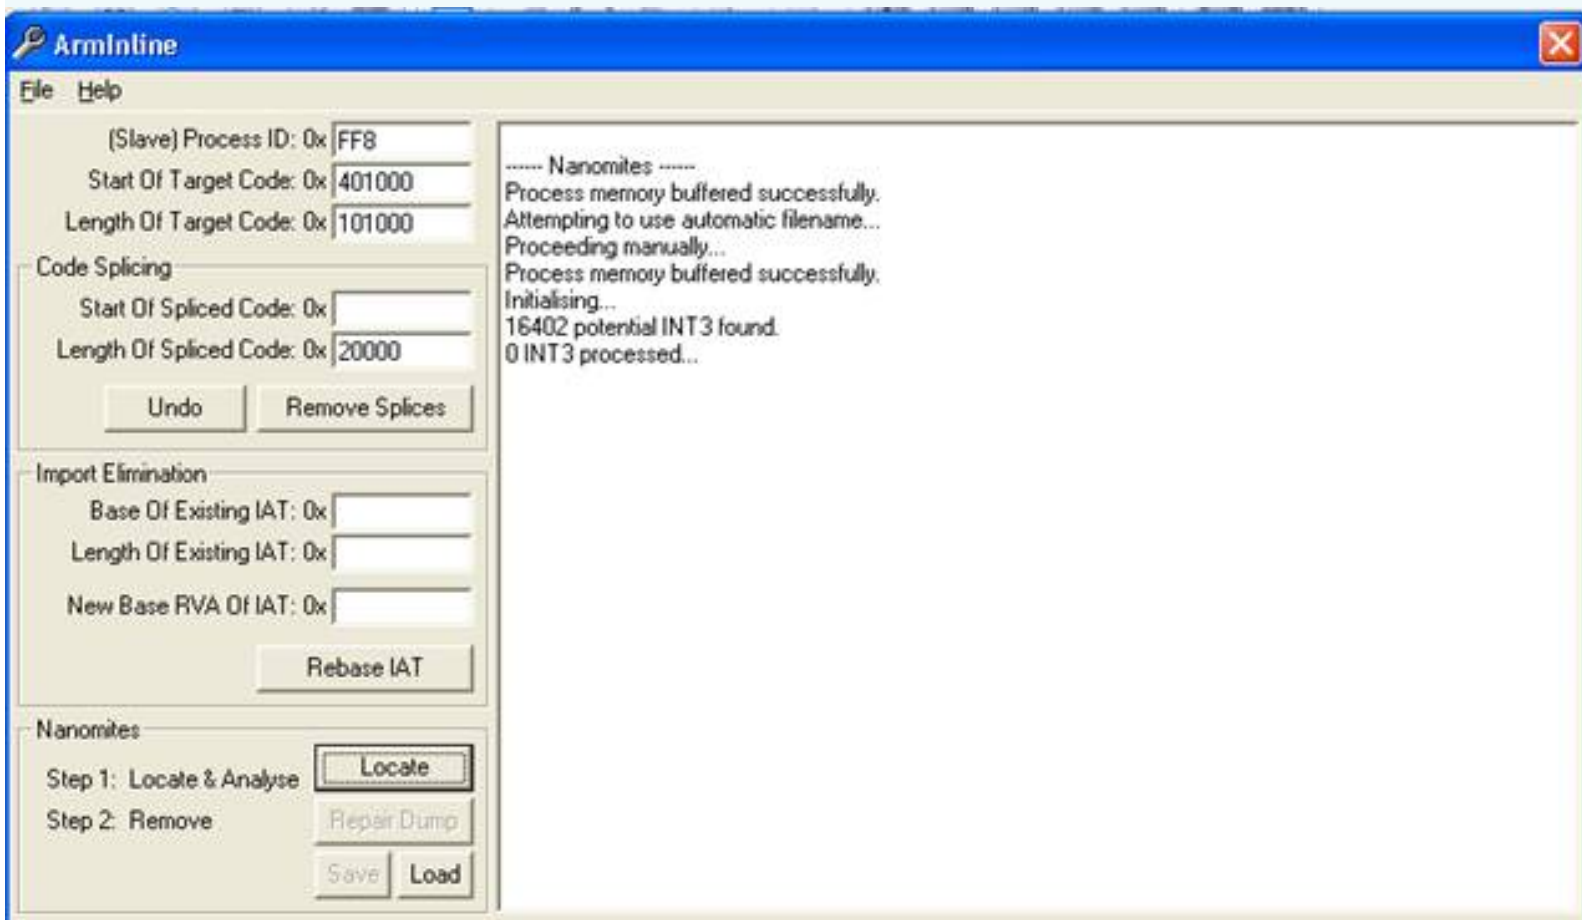 ArmInline
File Help
(Slave) Process ID: 0x FF8
Start Of Target Code: 0x 401000
Length Of Target Code: 0x 101000
Code Splicing
Start Of Spliced Code: 0x
Length Of Spliced Code: 0x 20000
Undo Remove Splices
Import Elimination
Base Of Existing IAT: 0x
Length Of Existing IAT: 0x
New Base RVA Of IAT: 0x
Rebase IAT
Nanomites
Step 1: Locate & Analyse Locate
Step 2: Remove Repair Dump
Save Load
------ Nanomites ------
Process memory buffered successfully.
Attempting to use automatic filename...
Proceeding manually...
Process memory buffered successfully.
Initialising...
16402 potential INT3 found.
0 INT3 processed...